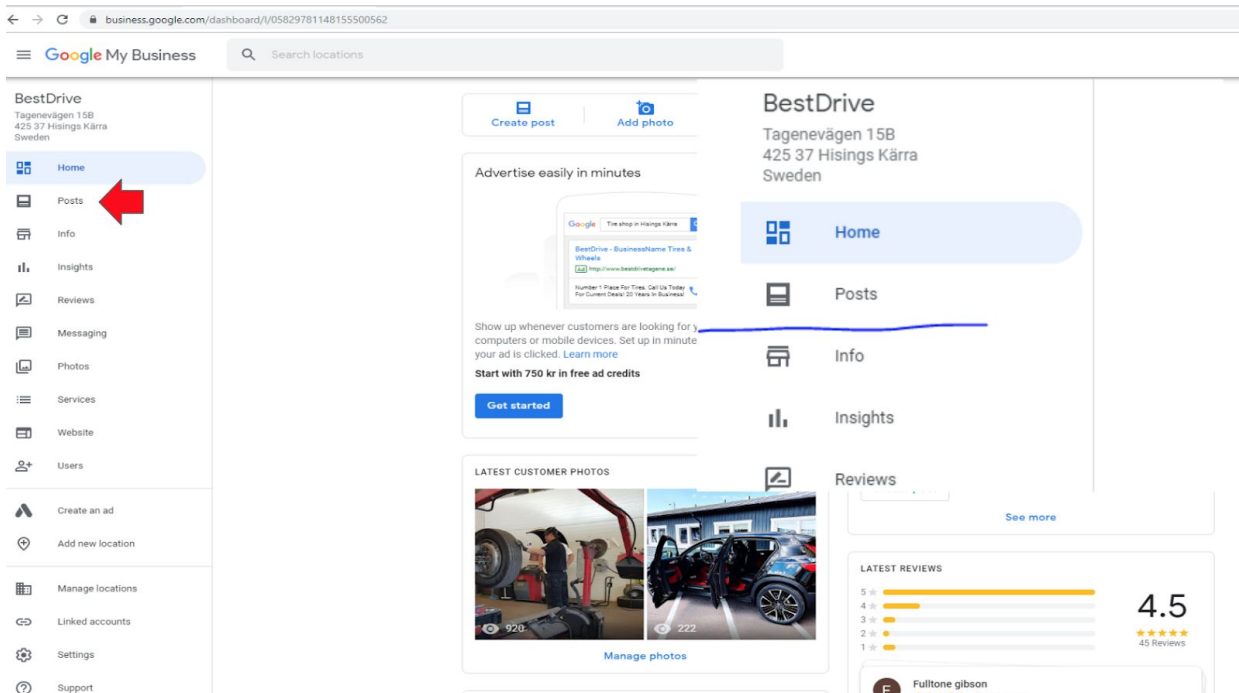 business.google.com/dashboard/l/05829781148155500562
Google My Business
Search locations
BestDrive
Tagenevägen 15B
425 37 Hisings Kärra
Sweden
Home
Posts
Info
Insights
Reviews
Messaging
Photos
Services
Website
Users
Create an ad
Add new location
Manage locations
Linked accounts
Settings
Support
Create post
Add photo
Advertise easily in minutes
Google Tire shop in Hisings Kärra
BestDrive - BusinessName Tires &
Wheels
Ad http://www.bestdrivetagene.se/
Number 1 Place For Tires. Call Us Today
For Current Deals! 20 Years In Business!
Show up whenever customers are looking for
computers or mobile devices. Set up in minute
your ad is clicked. Learn more
Start with 750 kr in free ad credits
Get started
LATEST CUSTOMER PHOTOS
920
222
Manage photos
BestDrive
Tagenevägen 15B
425 37 Hisings Kärra
Sweden
Home
Posts
Info
Insights
Reviews
See more
LATEST REVIEWS
5
4
3
2
1
4.5
45 Reviews
F
Fulltone gibson